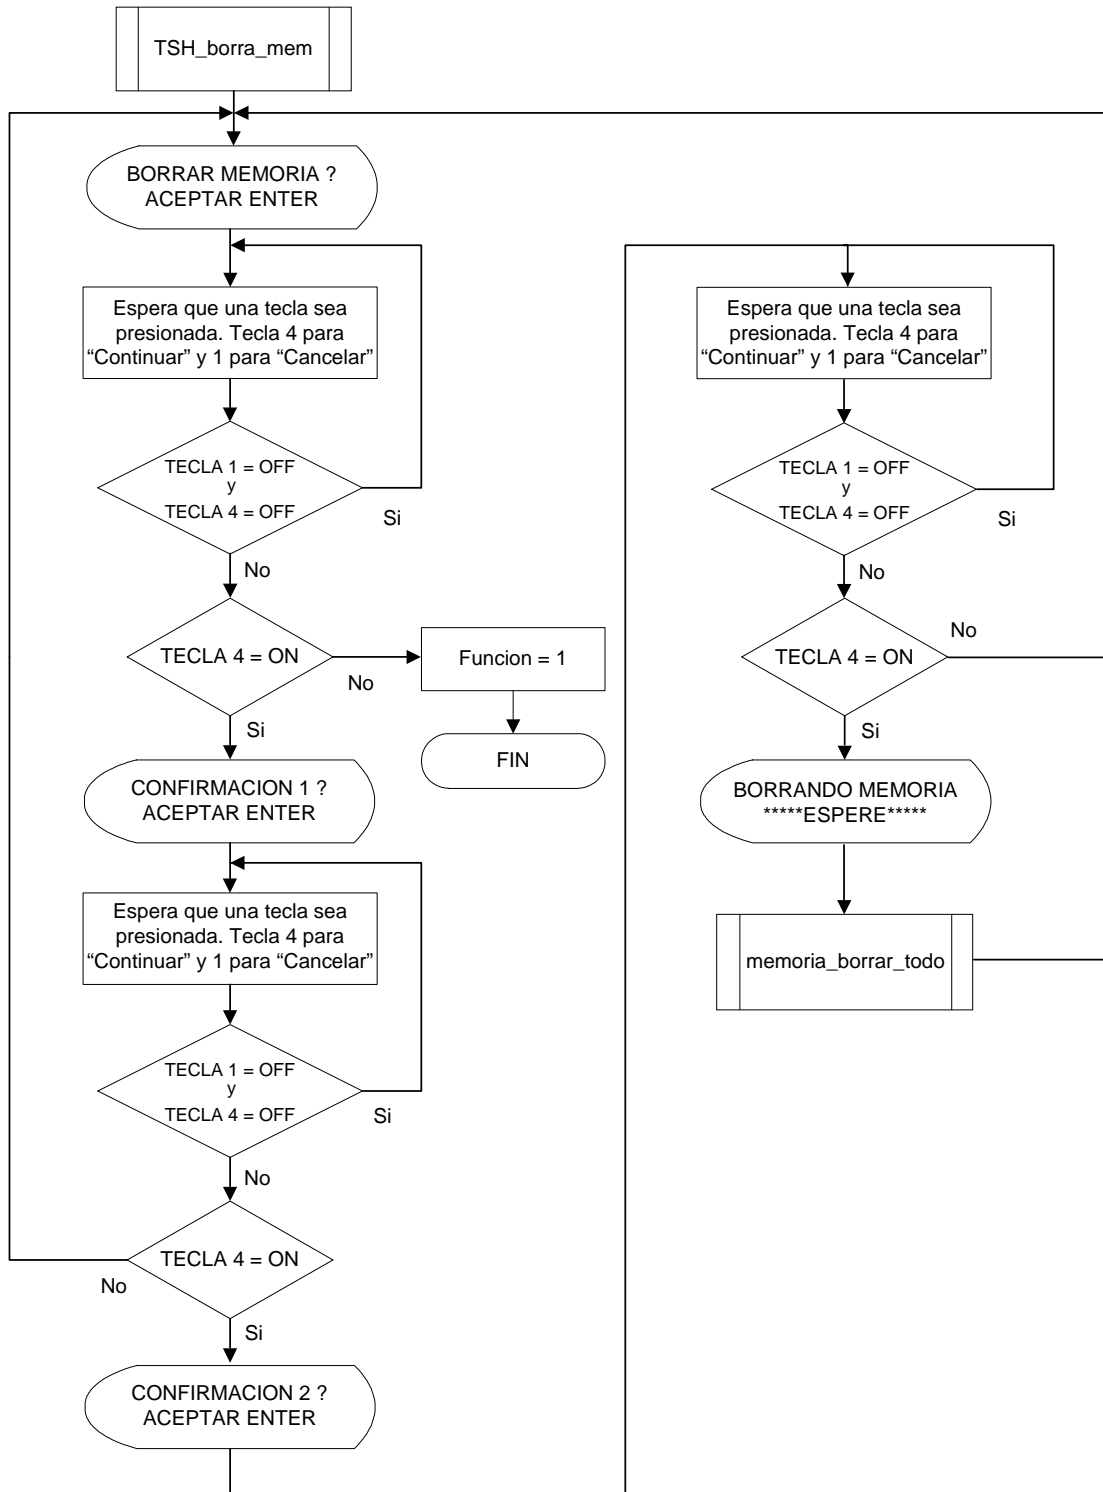 TSH_borra_mem
BORRAR MEMORIA ?
ACEPTAR ENTER
Espera que una tecla sea
presionada. Tecla 4 para
“Continuar” y 1 para “Cancelar”
TECLA 1 = OFF
y
TECLA 4 = OFF
Si
No
TECLA 4 = ON
No
Funcion = 1
Si
FIN
CONFIRMACION 1 ?
ACEPTAR ENTER
Espera que una tecla sea
presionada. Tecla 4 para
“Continuar” y 1 para “Cancelar”
TECLA 1 = OFF
y
TECLA 4 = OFF
Si
No
TECLA 4 = ON
No
Si
CONFIRMACION 2 ?
ACEPTAR ENTER
Espera que una tecla sea
presionada. Tecla 4 para
“Continuar” y 1 para “Cancelar”
TECLA 1 = OFF
y
TECLA 4 = OFF
Si
No
TECLA 4 = ON
No
Si
BORRANDO MEMORIA
*****ESPERE*****
memoria_borrar_todo